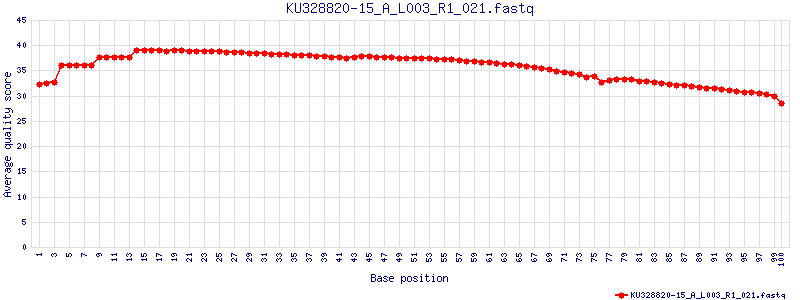 KU328820-15_A_L003_R1_021.fastq
45
40
35
30
25
20
15
10
5
0
Average quality score
1 3 5 7 9 11 13 15 17 19 21 23 25 27 29 31 33 35 37 39 41 43 45 47 49 51 53 55 57 59 61 63 65 67 69 71 73 75 77 79 81 83 85 87 89 91 93 95 97 99 100
Base position
KU328820-15_A_L003_R1_021.fastq